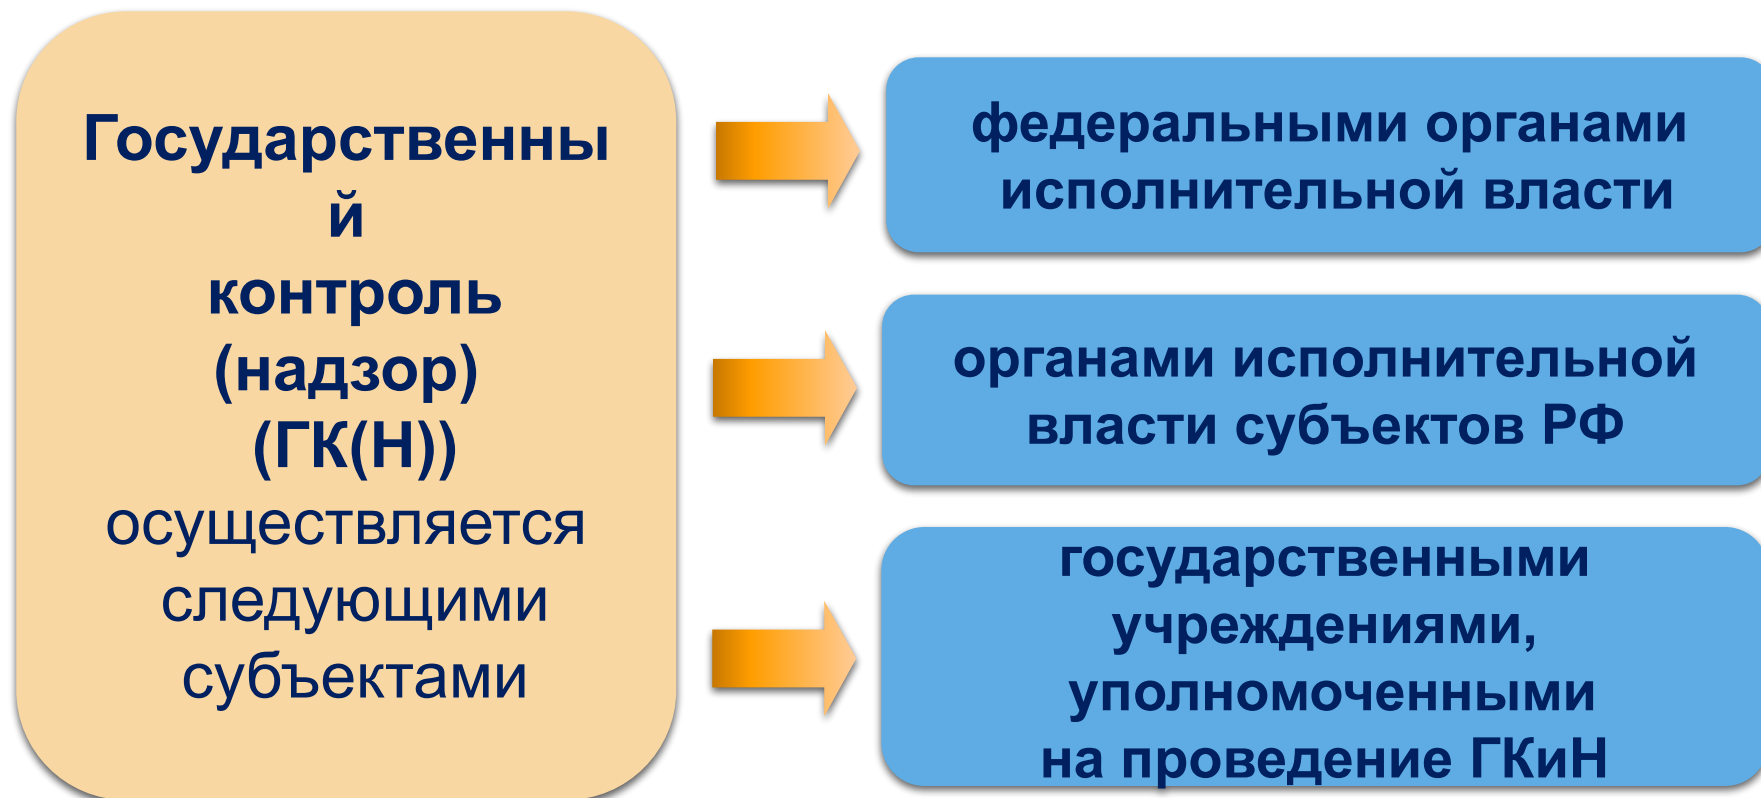 Государственны
й
контроль
(надзор)
(ГК(Н))
осуществляется
следующими
субъектами
федеральными органами
исполнительной власти
органами исполнительной
власти субъектов РФ
государственными
учреждениями,
уполномоченными
на проведение ГКиН